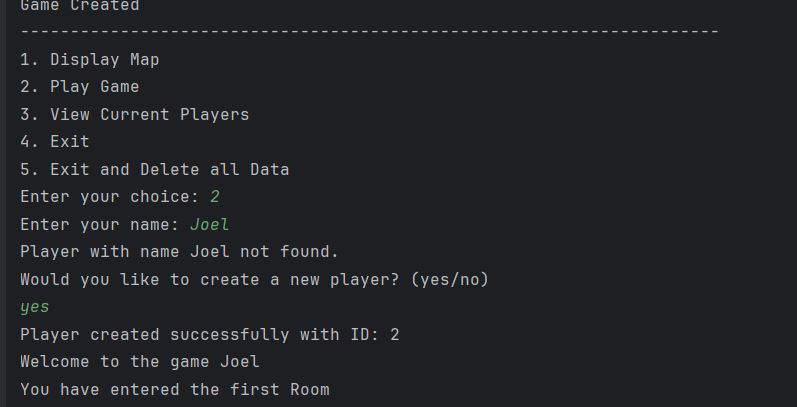 Game Created
----------------------------------------------------------------------
1. Display Map
2. Play Game
3. View Current Players
4. Exit
5. Exit and Delete all Data
Enter your choice: 2
Enter your name: Joel
Player with name Joel not found.
Would you like to create a new player? (yes/no)
yes
Player created successfully with ID: 2
Welcome to the game Joel
You have entered the first Room